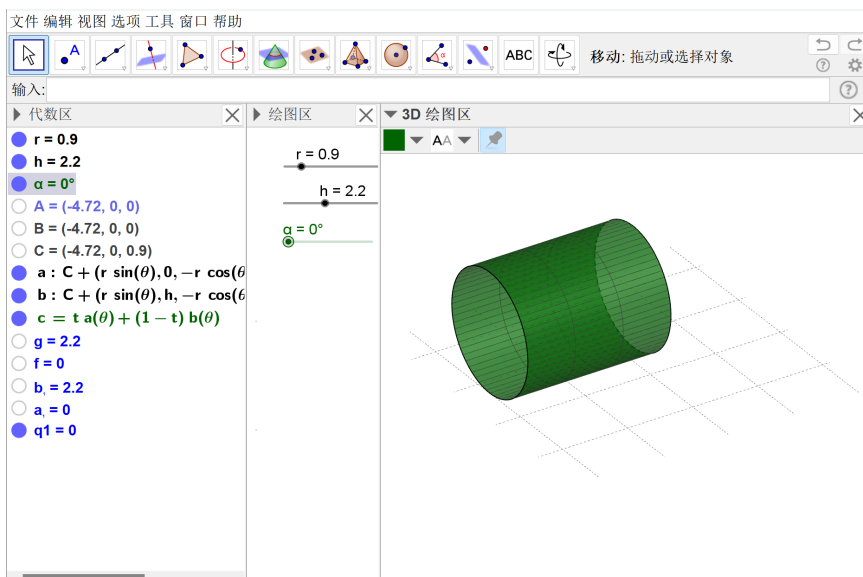 文件 编辑 视图 选项 工具 窗口 帮助
A
α
ABC
移动: 拖动或选择对象
输入:
代数区
绘图区
3D 绘图区
AA
r = 0.9
h = 2.2
α = 0°
A = (-4.72, 0, 0)
B = (-4.72, 0, 0)
C = (-4.72, 0, 0.9)
a : C + (r sin(θ), 0, −r cos(θ
b : C + (r sin(θ), h, −r cos(θ
c = t a(θ) + (1 − t) b(θ)
g = 2.2
f = 0
b, = 2.2
a, = 0
q1 = 0
r = 0.9
h = 2.2
α = 0°